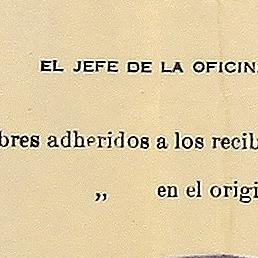 EL JEFE DE LA OFICIN
bres adheridos a los recib
„ en el origi